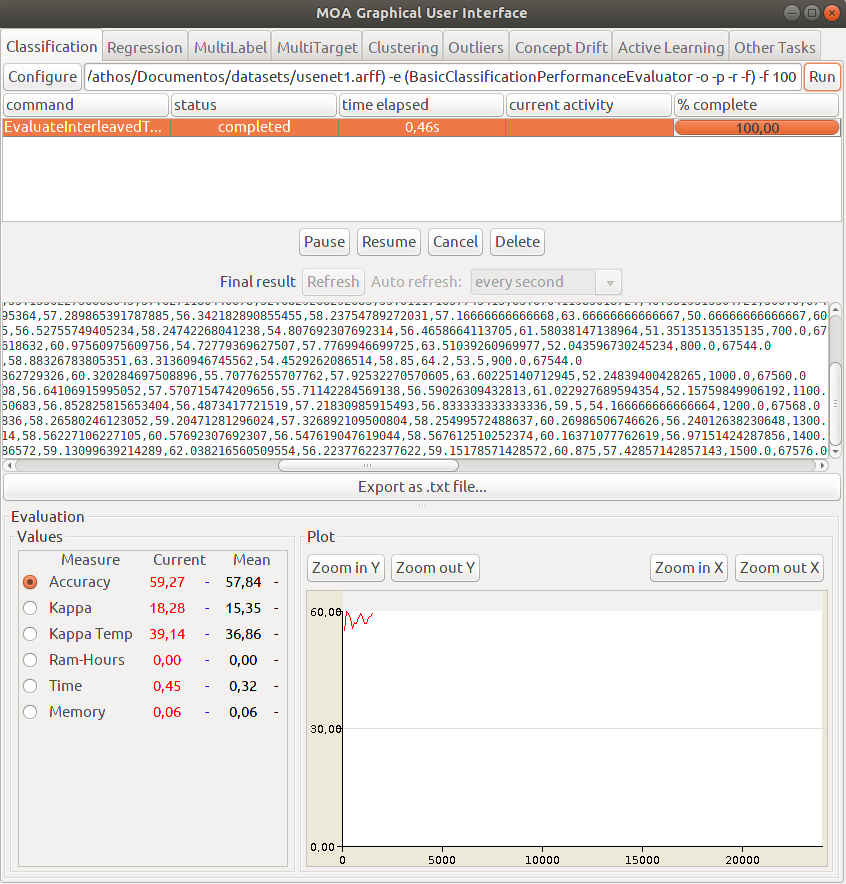 MOA Graphical User Interface
Classification Regression MultiLabel MultiTarget Clustering Outliers Concept Drift Active Learning Other Tasks
Configure /athos/Documentos/datasets/usenet1.arff) -e (BasicClassificationPerformanceEvaluator -o -p -r -f) -f 100 Run
command status time elapsed current activity % complete
EvaluateInterleavedT... completed 0,46s 100,00
Pause Resume Cancel Delete
Final result Refresh Auto refresh: every second
95364,57.289865391787885,56.342182890855455,58.23754789272031,57.16666666666668,63.66666666666667,50.66666666666667,60
5,56.52755749405234,58.24742268041238,54.807692307692314,56.4658664113705,61.58038147138964,51.35135135135135,700.0,67
618632,60.97560975609756,54.72779369627507,57.7769946699725,63.51039260969977,52.043596730245234,800.0,67544.0
,58.88326783805351,63.31360946745562,54.4529262086514,58.85,64.2,53.5,900.0,67544.0
362729326,60.320284697508896,55.70776255707762,57.92532270570605,63.60225140712945,52.24839400428265,1000.0,67560.0
08,56.64106915995052,57.570715474209656,55.71142284569138,56.59026309432813,61.022927689594354,52.15759849906192,1100.
50683,56.852825815653404,56.4873417721519,57.21830985915493,56.833333333333336,59.5,54.166666666666664,1200.0,67568.0
836,58.26580246123052,59.20471281296024,57.326892109500804,58.25499572488637,60.26986506746626,56.24012638230648,1300.
14,58.56227106227105,60.57692307692307,56.547619047619044,58.567612510252374,60.16371077762619,56.97151424287856,1400.
86572,59.13099639214289,62.038216560509554,56.22377622377622,59.15178571428572,60.875,57.42857142857143,1500.0,67576.0
Export as .txt file...
Evaluation
Values
Measure Current Mean
Accuracy 59,27 - 57,84 -
Kappa 18,28 - 15,35 -
Kappa Temp 39,14 - 36,86 -
Ram-Hours 0,00 - 0,00 -
Time 0,45 - 0,32 -
Memory 0,06 - 0,06 -
Plot
Zoom in Y Zoom out Y Zoom in X Zoom out X
60,00
30,00
0,00
0 5000 10000 15000 20000